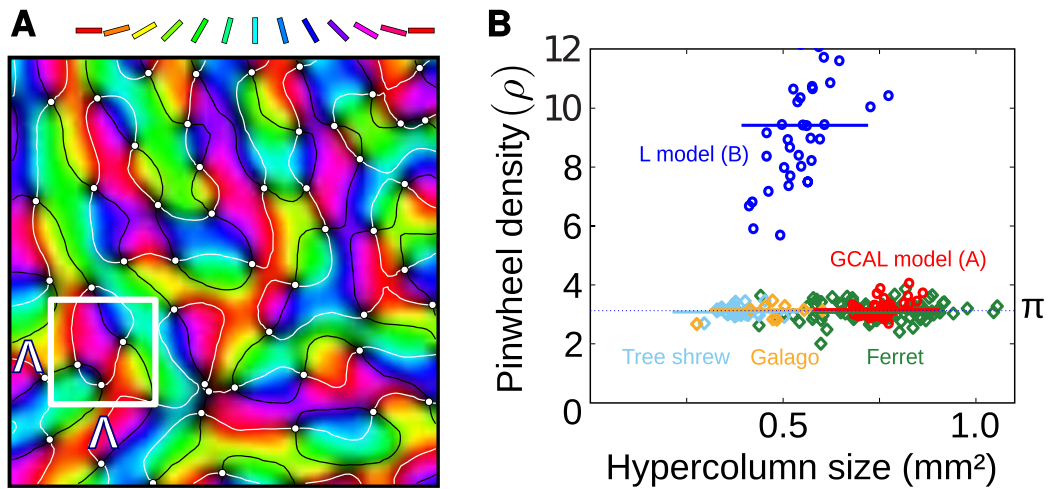 A
Λ
Λ
B
Pinwheel density (ρ)
12
10
8
6
4
2
0
L model (B)
GCAL model (A)
π
Tree shrew
Galago
Ferret
0.5
1.0
Hypercolumn size (mm²)